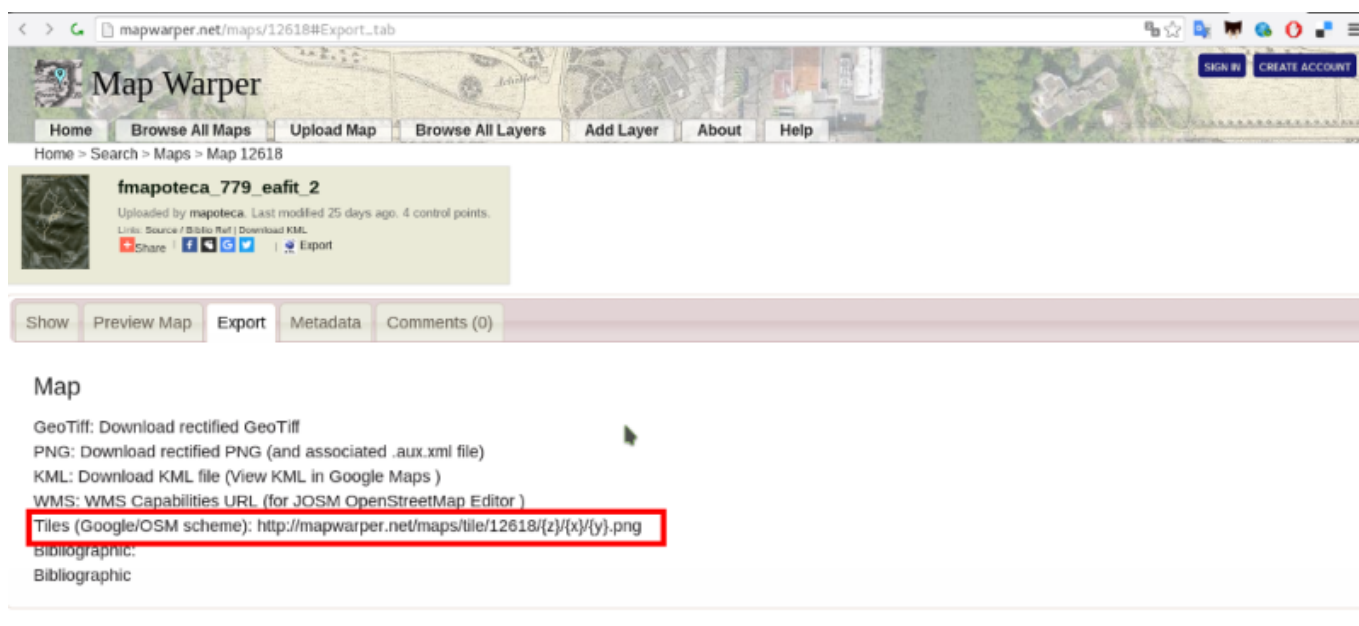 mapwarper.net/maps/12618#Export_tab
Map Warper
SIGN IN
CREATE ACCOUNT
Home
Browse All Maps
Upload Map
Browse All Layers
Add Layer
About
Help
Home > Search > Maps > Map 12618
fmapoteca_779_eafit_2
Uploaded by mapoteca. Last modified 25 days ago. 4 control points.
Links: Source / Biblio Ref | Download KML
Share | | Export
Show
Preview Map
Export
Metadata
Comments (0)
Map
GeoTiff: Download rectified GeoTiff
PNG: Download rectified PNG (and associated .aux.xml file)
KML: Download KML file (View KML in Google Maps )
WMS: WMS Capabilities URL (for JOSM OpenStreetMap Editor )
Tiles (Google/OSM scheme): http://mapwarper.net/maps/tile/12618/{z}/{x}/{y}.png
Bibliographic:
Bibliographic